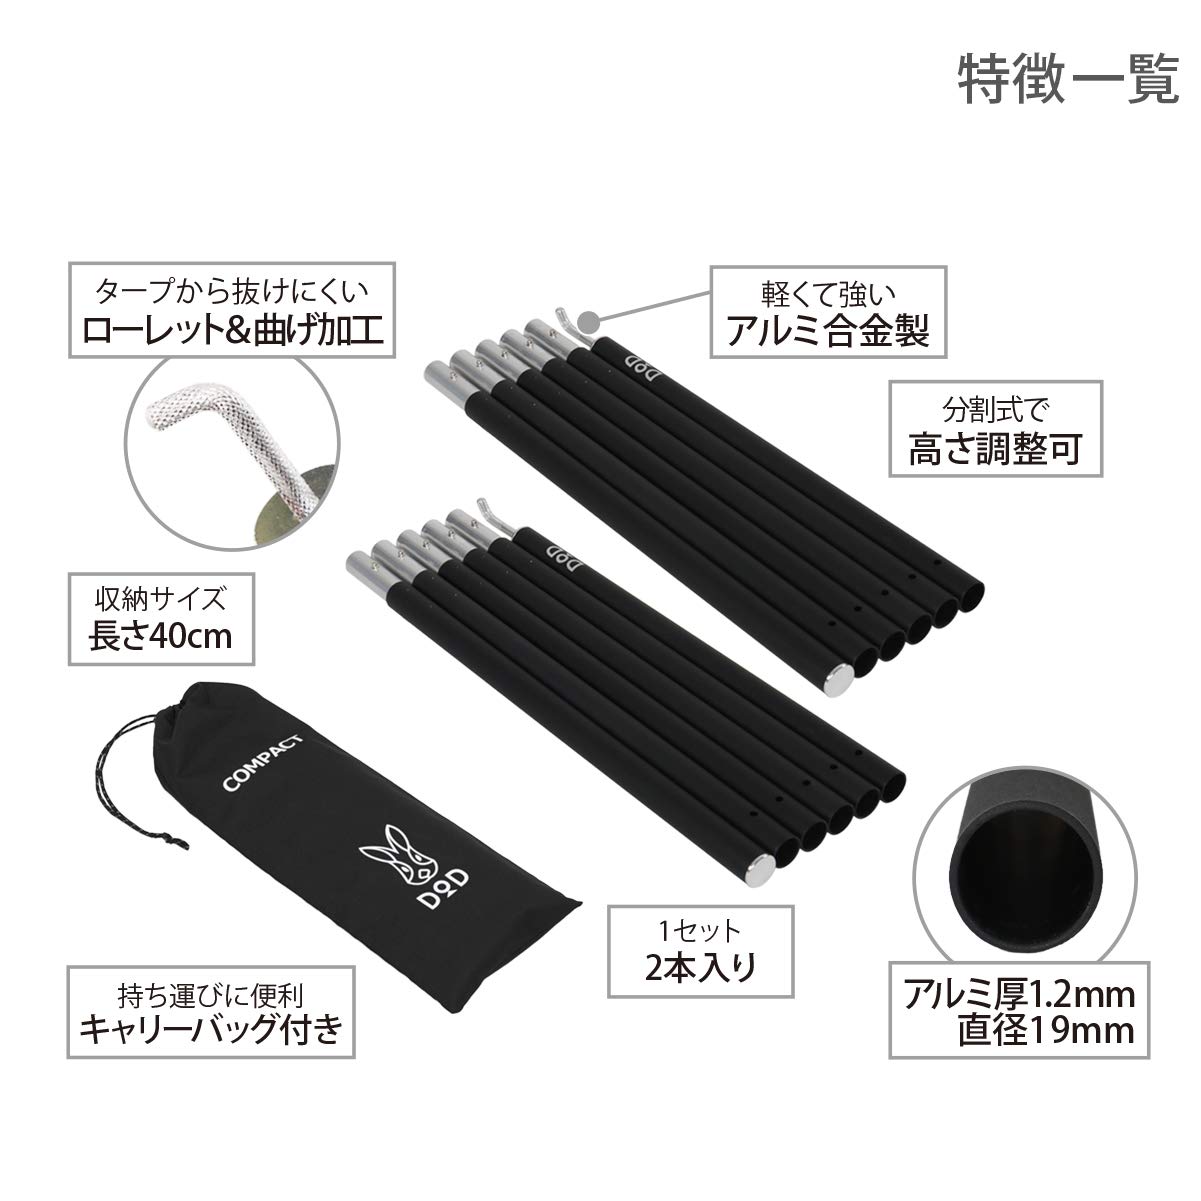 特徴一覧
タープから抜けにくい
ローレット&曲げ加工
軽くて強い
アルミ合金製
分割式で
高さ調整可
DOD
DOD
収納サイズ
長さ40cm
COMPACT
DOD
1セット
2本入り
持ち運びに便利
キャリーバッグ付き
アルミ厚1.2mm
直径19mm